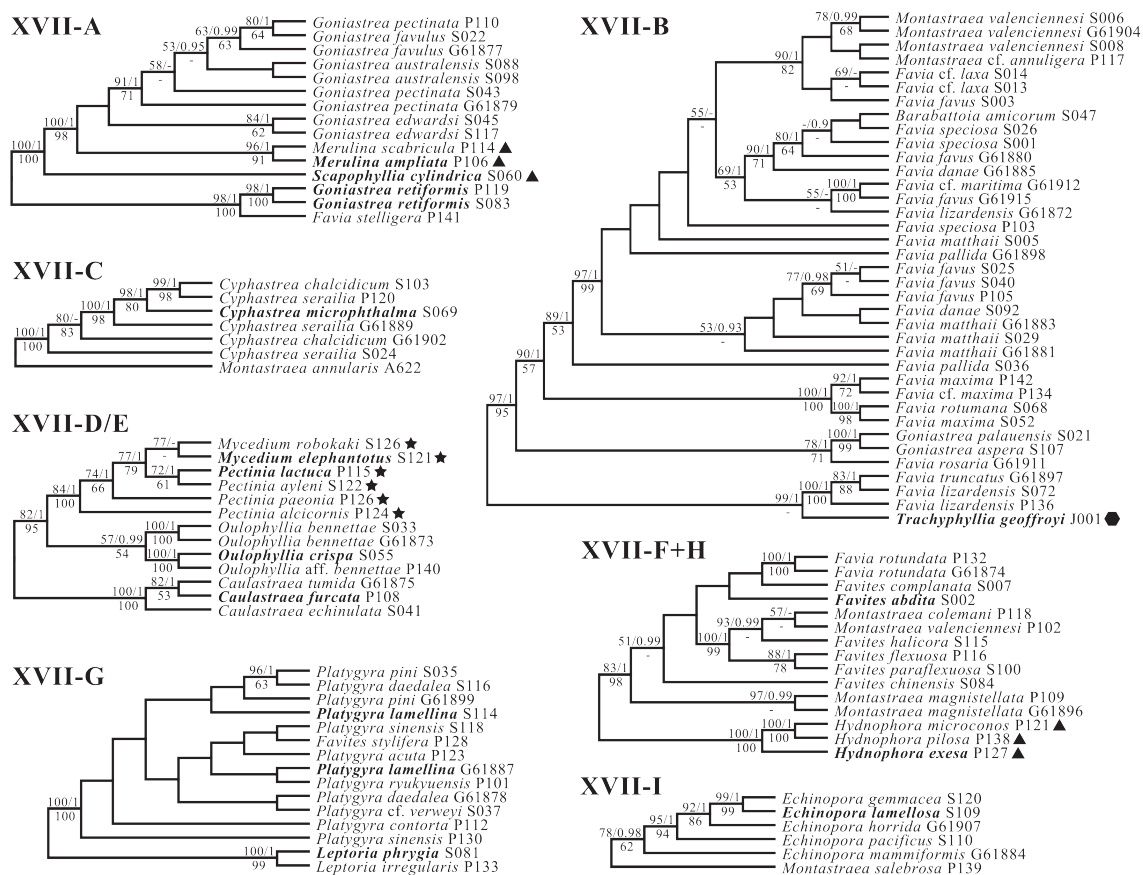 XVII-A
80/1
64
63/0.99
63
53/0.95
-
58/-
-
91/1
71
100/1
98
84/1
62
96/1
91
100/1
100
98/1
100
98/1
100
Goniastrea pectinata P110
Goniastrea favulus S022
Goniastrea favulus G61877
Goniastrea australensis S088
Goniastrea australensis S098
Goniastrea pectinata S043
Goniastrea pectinata G61879
Goniastrea edwardsi S045
Goniastrea edwardsi S117
Merulina scabricula P114
Merulina ampliata P106
Scapophyllia cylindrica S060
Goniastrea retiformis P119
Goniastrea retiformis S083
Favia stelligera P141
XVII-C
99/1
98
98/1
80
100/1
98
80/-
83
100/1
100
Cyphastrea chalcidicum S103
Cyphastrea serailia P120
Cyphastrea microphthalma S069
Cyphastrea serailia G61889
Cyphastrea chalcidicum G61902
Cyphastrea serailia S024
Montastraea annularis A622
XVII-D/E
77/-
-
77/1
79
72/1
61
74/1
66
84/1
100
82/1
95
100/1
100
57/0.99
54
100/1
100
82/1
53
100/1
100
Mycedium robokaki S126
Mycedium elephantotus S121
Pectinia lactuca P115
Pectinia ayleni S122
Pectinia paeonia P126
Pectinia alcicornis P124
Oulophyllia bennettae S033
Oulophyllia bennettae G61873
Oulophyllia crispa S055
Oulophyllia aff. bennettae P140
Caulastraea tumida G61875
Caulastraea furcata P108
Caulastraea echinulata S041
XVII-G
96/1
63
100/1
100
100/1
99
Platygyra pini S035
Platygyra daedalea S116
Platygyra pini G61899
Platygyra lamellina S114
Platygyra sinensis S118
Favites stylifera P128
Platygyra acuta P123
Platygyra lamellina G61887
Platygyra ryukyuensis P101
Platygyra daedalea G61878
Platygyra cf. verweyi S037
Platygyra contorta P112
Platygyra sinensis P130
Leptoria phrygia S081
Leptoria irregularis P133
XVII-B
78/0.99
68
90/1
82
69/-
-
55/-
-
-/0.9
-
80/1
64
90/1
71
69/1
53
100/1
100
55/-
-
97/1
99
51/-
-
77/0.98
69
53/0.93
-
89/1
53
90/1
57
92/1
72
100/1
100
100/1
98
97/1
95
100/1
99
78/1
71
83/1
88
100/1
100
99/1
-
Montastraea valenciennesi S006
Montastraea valenciennesi G61904
Montastraea valenciennesi S008
Montastraea cf. annuligera P117
Favia cf. laxa S014
Favia cf. laxa S013
Favia favus S003
Barabattoia amicorum S047
Favia speciosa S026
Favia speciosa S001
Favia favus G61880
Favia danae G61885
Favia cf. maritima G61912
Favia favus G61915
Favia lizardensis G61872
Favia speciosa P103
Favia matthaii S005
Favia pallida G61898
Favia favus S025
Favia favus S040
Favia favus P105
Favia danae S092
Favia matthaii G61883
Favia matthaii S029
Favia matthaii G61881
Favia pallida S036
Favia maxima P142
Favia cf. maxima P134
Favia rotumana S068
Favia maxima S052
Goniastrea palauensis S021
Goniastrea aspera S107
Favia rosaria G61911
Favia truncatus G61897
Favia lizardensis S072
Favia lizardensis P136
Trachyphyllia geoffroyi J001
XVII-F+H
100/1
100
57/-
-
93/0.99
-
100/1
99
88/1
78
51/0.99
-
83/1
98
97/0.99
-
100/1
100
100/1
100
Favia rotundata P132
Favia rotundata G61874
Favites complanata S007
Favites abdita S002
Montastraea colemani P118
Montastraea valenciennesi P102
Favites halicora S115
Favites flexuosa P116
Favites paraflexuosa S100
Favites chinensis S084
Montastraea magnistellata P109
Montastraea magnistellata G61896
Hydnophora microconos P121
Hydnophora pilosa P138
Hydnophora exesa P127
XVII-I
99/1
99
92/1
86
95/1
94
78/0.98
62
Echinopora gemmacea S120
Echinopora lamellosa S109
Echinopora horrida G61907
Echinopora pacificus S110
Echinopora mammiformis G61884
Montastraea salebrosa P139